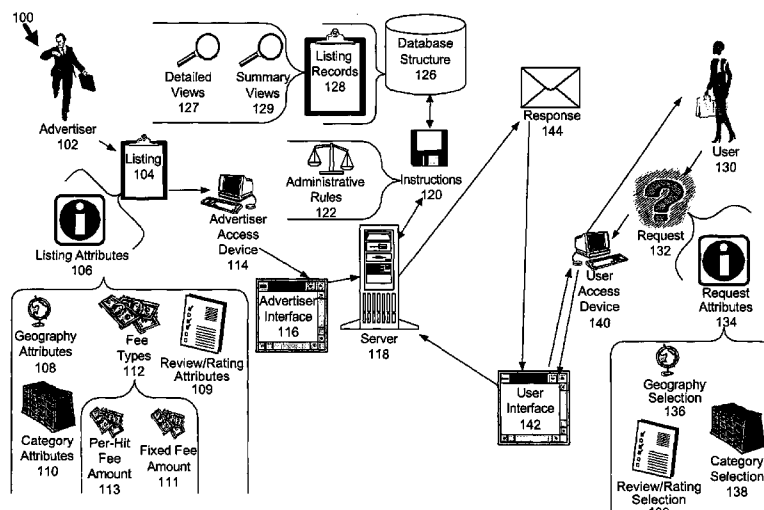 100
Advertiser
102
Detailed
Views
127
Summary
Views
129
Listing
Records
128
Database
Structure
126
Response
144
User
130
Listing
104
Administrative
Rules
122
Instructions
120
Advertiser
Access
Device
114
Request
132
Listing Attributes
106
User
Access
Device
140
Request
Attributes
134
Advertiser
Interface
116
Server
118
Geography
Attributes
108
Fee
Types
112
Review/Rating
Attributes
109
User
Interface
142
Geography
Selection
136
Category
Attributes
110
Per-Hit
Fee
Amount
113
Fixed Fee
Amount
111
Review/Rating
Selection
Category
Selection
138